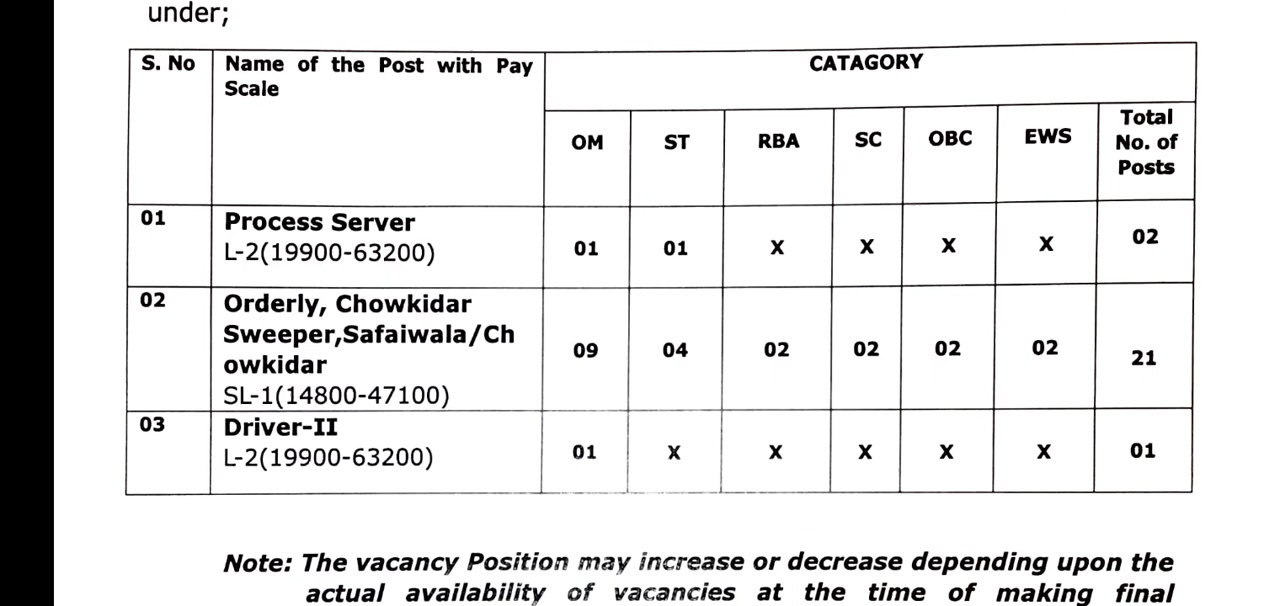 under;
S. No Name of the Post with Pay Scale CATAGORY
OM ST RBA SC OBC EWS Total No. of Posts
01 Process Server
L-2(19900-63200) 01 01 X X X X 02
02 Orderly, Chowkidar
Sweeper,Safaiwala/Ch
owkidar
SL-1(14800-47100) 09 04 02 02 02 02 21
03 Driver-II
L-2(19900-63200) 01 X X X X X 01
Note: The vacancy Position may increase or decrease depending upon the
actual availability of vacancies at the time of making final